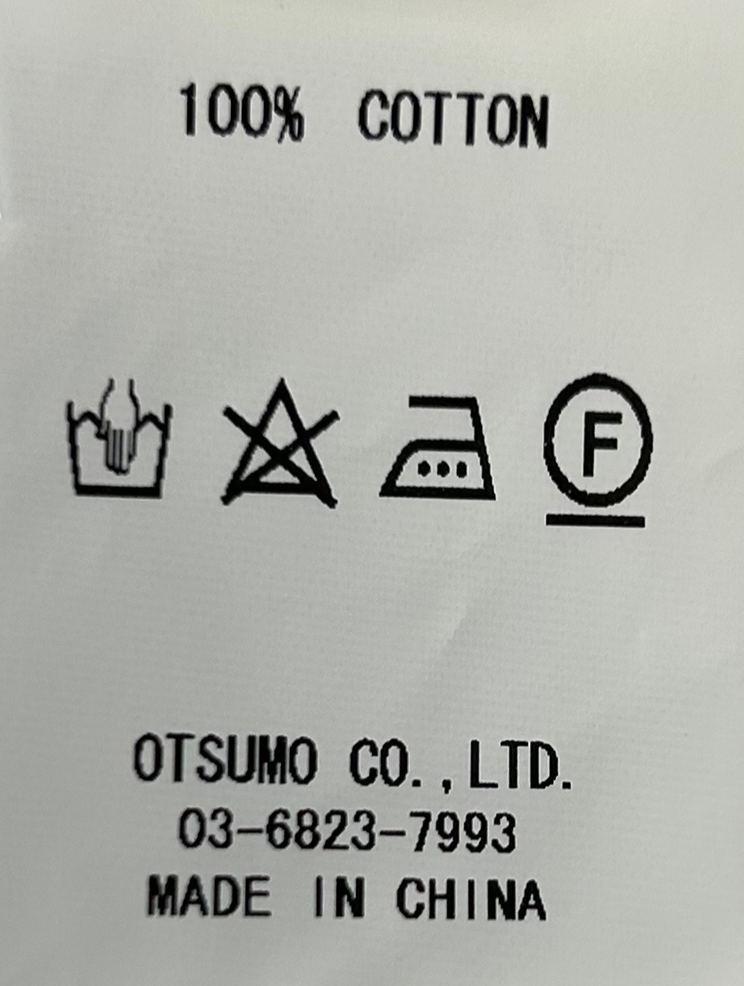 100% COTTON
F
OTSUMO CO.,LTD.
03-6823-7993
MADE IN CHINA